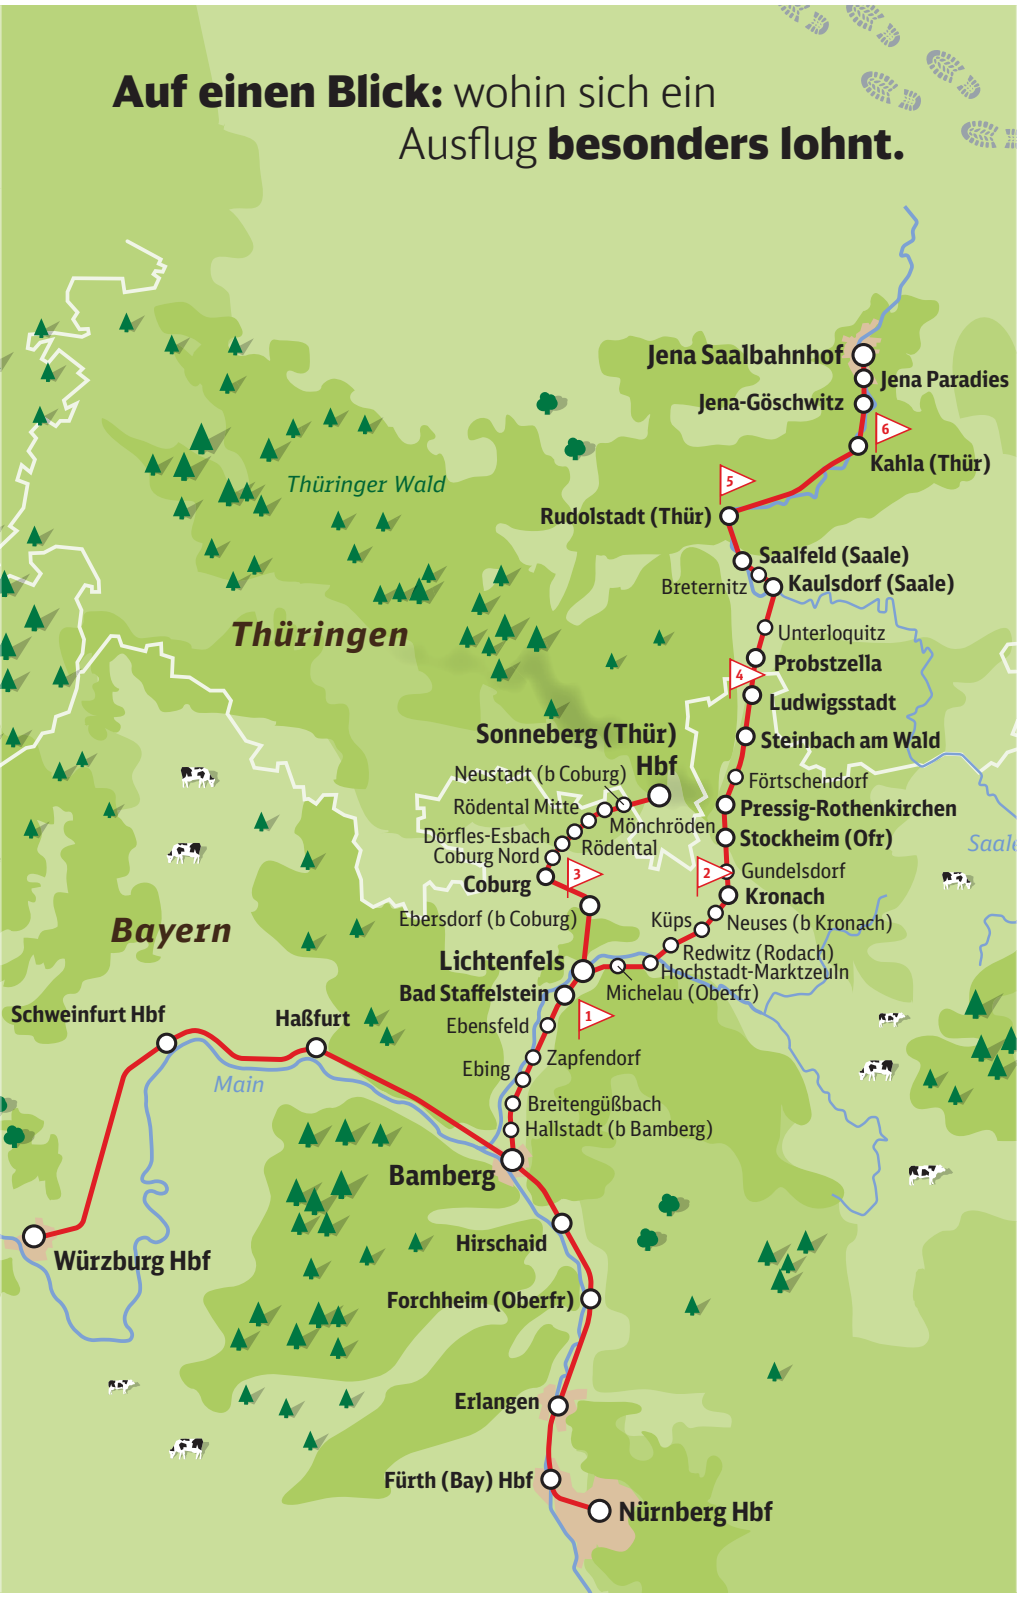 Auf einen Blick: wohin sich ein
Ausflug besonders lohnt.
Jena Saalbahnhof
Jena Paradies
Jena-Göschwitz
6
Kahla (Thür)
Thüringer Wald
5
Rudolstadt (Thür)
Saalfeld (Saale)
Breternitz
Kaulsdorf (Saale)
Thüringen
Unterloquitz
Probstzella
4
Ludwigsstadt
Sonneberg (Thür)
Hbf
Steinbach am Wald
Neustadt (b Coburg)
Förtschendorf
Rödental Mitte
Mönchröden
Pressig-Rothenkirchen
Dörfles-Esbach
Rödental
Stockheim (Ofr)
Saale
Coburg Nord
Coburg
3
2
Gundelsdorf
Kronach
Ebersdorf (b Coburg)
Küps
Neuses (b Kronach)
Bayern
Redwitz (Rodach)
Lichtenfels
Hochstadt-Marktzeuln
Bad Staffelstein
Michelau (Oberfr)
1
Schweinfurt Hbf
Haßfurt
Ebensfeld
Main
Zapfendorf
Ebing
Breitengüßbach
Hallstadt (b Bamberg)
Bamberg
Hirschaid
Würzburg Hbf
Forchheim (Oberfr)
Erlangen
Fürth (Bay) Hbf
Nürnberg Hbf